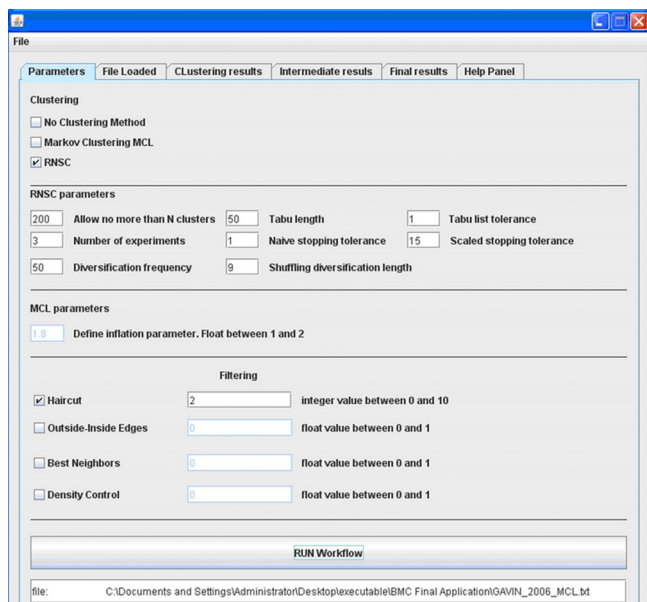 File
Parameters File Loaded CLustering results Intermediate resuls Final results Help Panel
Clustering
No Clustering Method
Markov Clustering MCL
RNSC
RNSC parameters
200 Allow no more than N clusters 50 Tabu length 1 Tabu list tolerance
3 Number of experiments 1 Naive stopping tolerance 15 Scaled stopping tolerance
50 Diversification frequency 9 Shuffling diversification length
MCL parameters
1.8 Define inflation parameter. Float between 1 and 2
Filtering
Haircut 2 integer value between 0 and 10
Outside-Inside Edges 0 float value between 0 and 1
Best Neighbors 0 float value between 0 and 1
Density Control 0 float value between 0 and 1
RUN Workflow
file: C:\Documents and Settings\Administrator\Desktop\executable\BMC Final Application\GAVIN_2006_MCL.txt